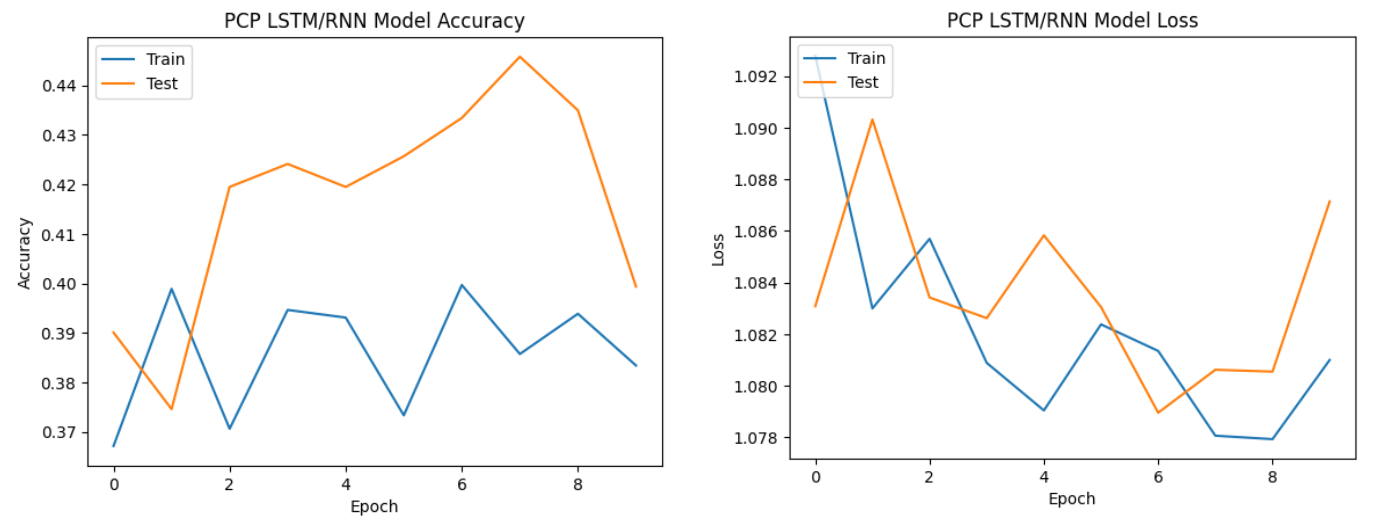 PCP LSTM/RNN Model Accuracy
Train
Test
0.44
0.43
0.42
0.41
0.40
0.39
0.38
0.37
Accuracy
0 2 4 6 8
Epoch
PCP LSTM/RNN Model Loss
Train
Test
1.092
1.090
1.088
1.086
1.084
1.082
1.080
1.078
Loss
0 2 4 6 8
Epoch